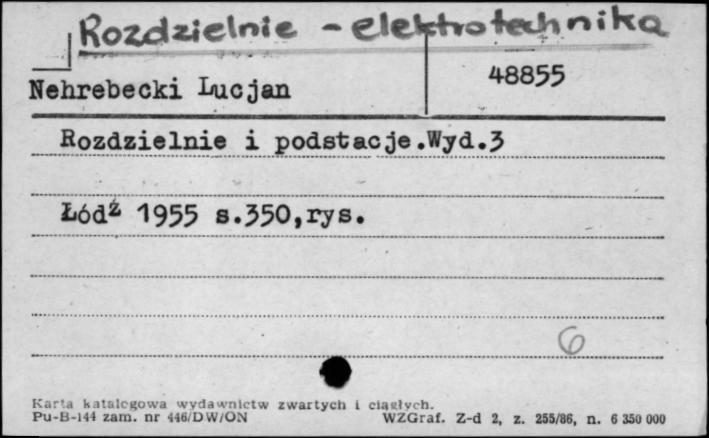 Rozdzielnie - elektrotechnika
Nehrebecki Lucjan
48855
Rozdzielnie i podstacje.Wyd.3
Łódź 1955 s.350,rys.
6
Karta katalogowa wydawnictw zwartych i ciągłych.
Pu-B-144 zam. nr 446/DW/ON
WZGraf. Z-d 2, z. 255/86, n. 6 350 000